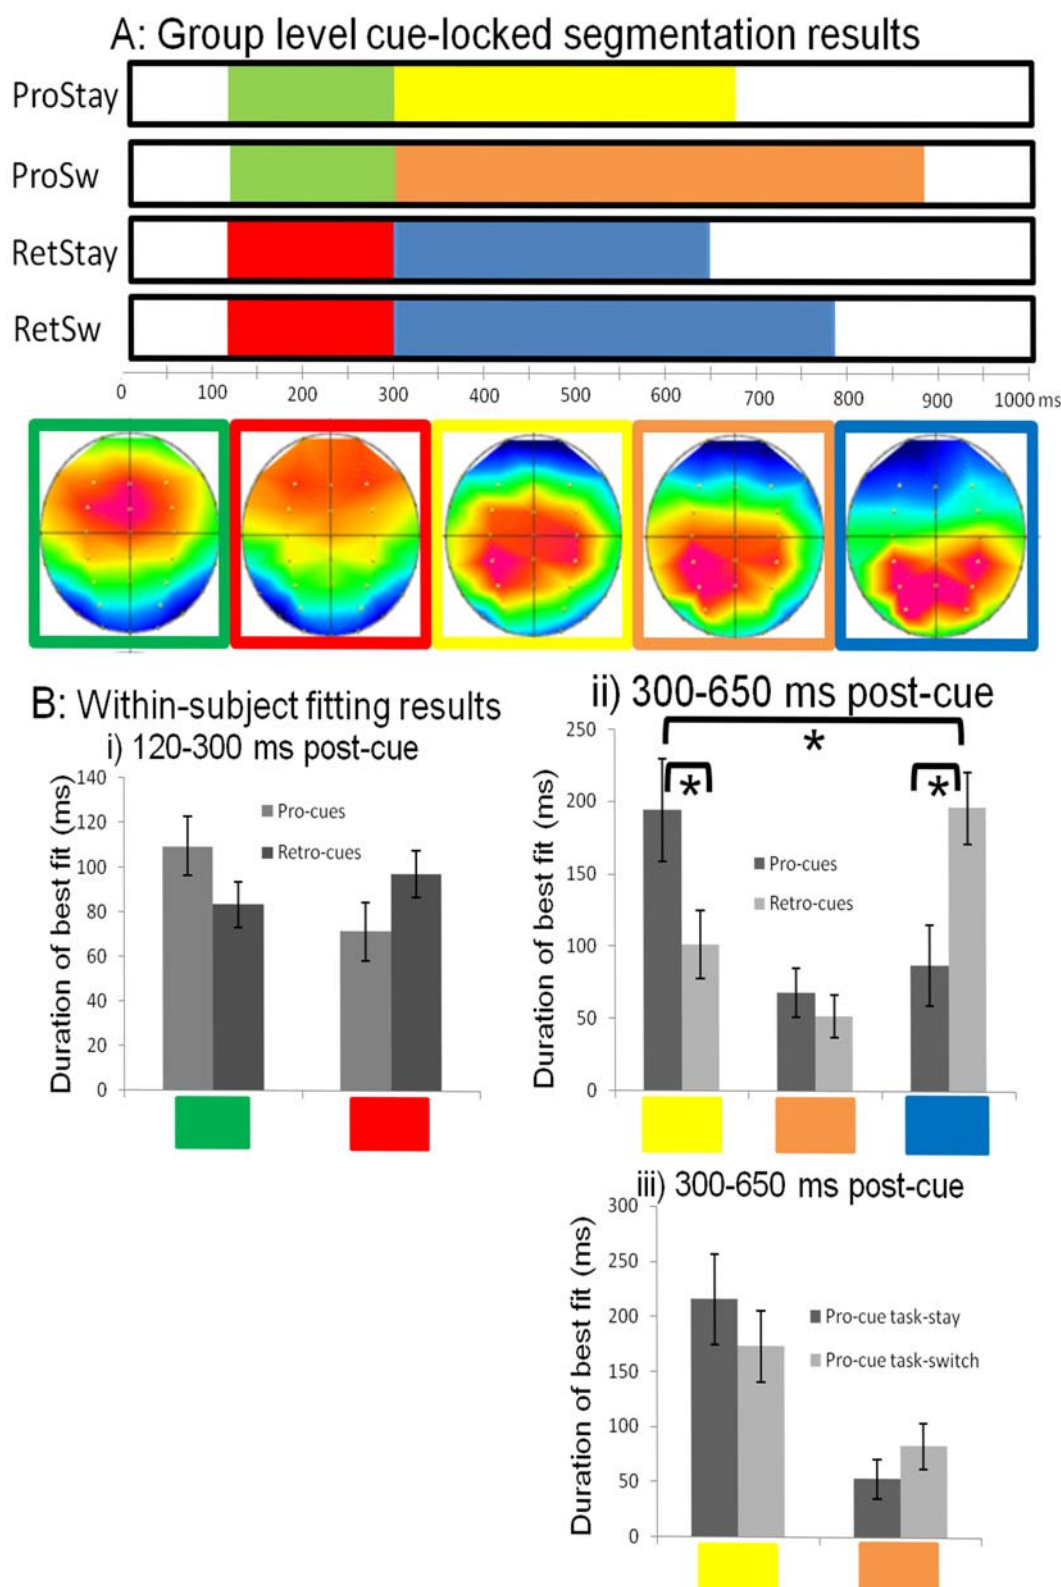 A: Group level cue-locked segmentation results
ProStay
ProSw
RetStay
RetSw
0 100 200 300 400 500 600 700 800 900 1000 ms
B: Within-subject fitting results
i) 120-300 ms post-cue
Duration of best fit (ms)
140
120
100
80
60
40
20
0
Pro-cues
Retro-cues
ii) 300-650 ms post-cue
Duration of best fit (ms)
250
200
150
100
50
0
*
*
*
Pro-cues
Retro-cues
iii) 300-650 ms post-cue
Duration of best fit (ms)
300
250
200
150
100
50
0
Pro-cue task-stay
Pro-cue task-switch